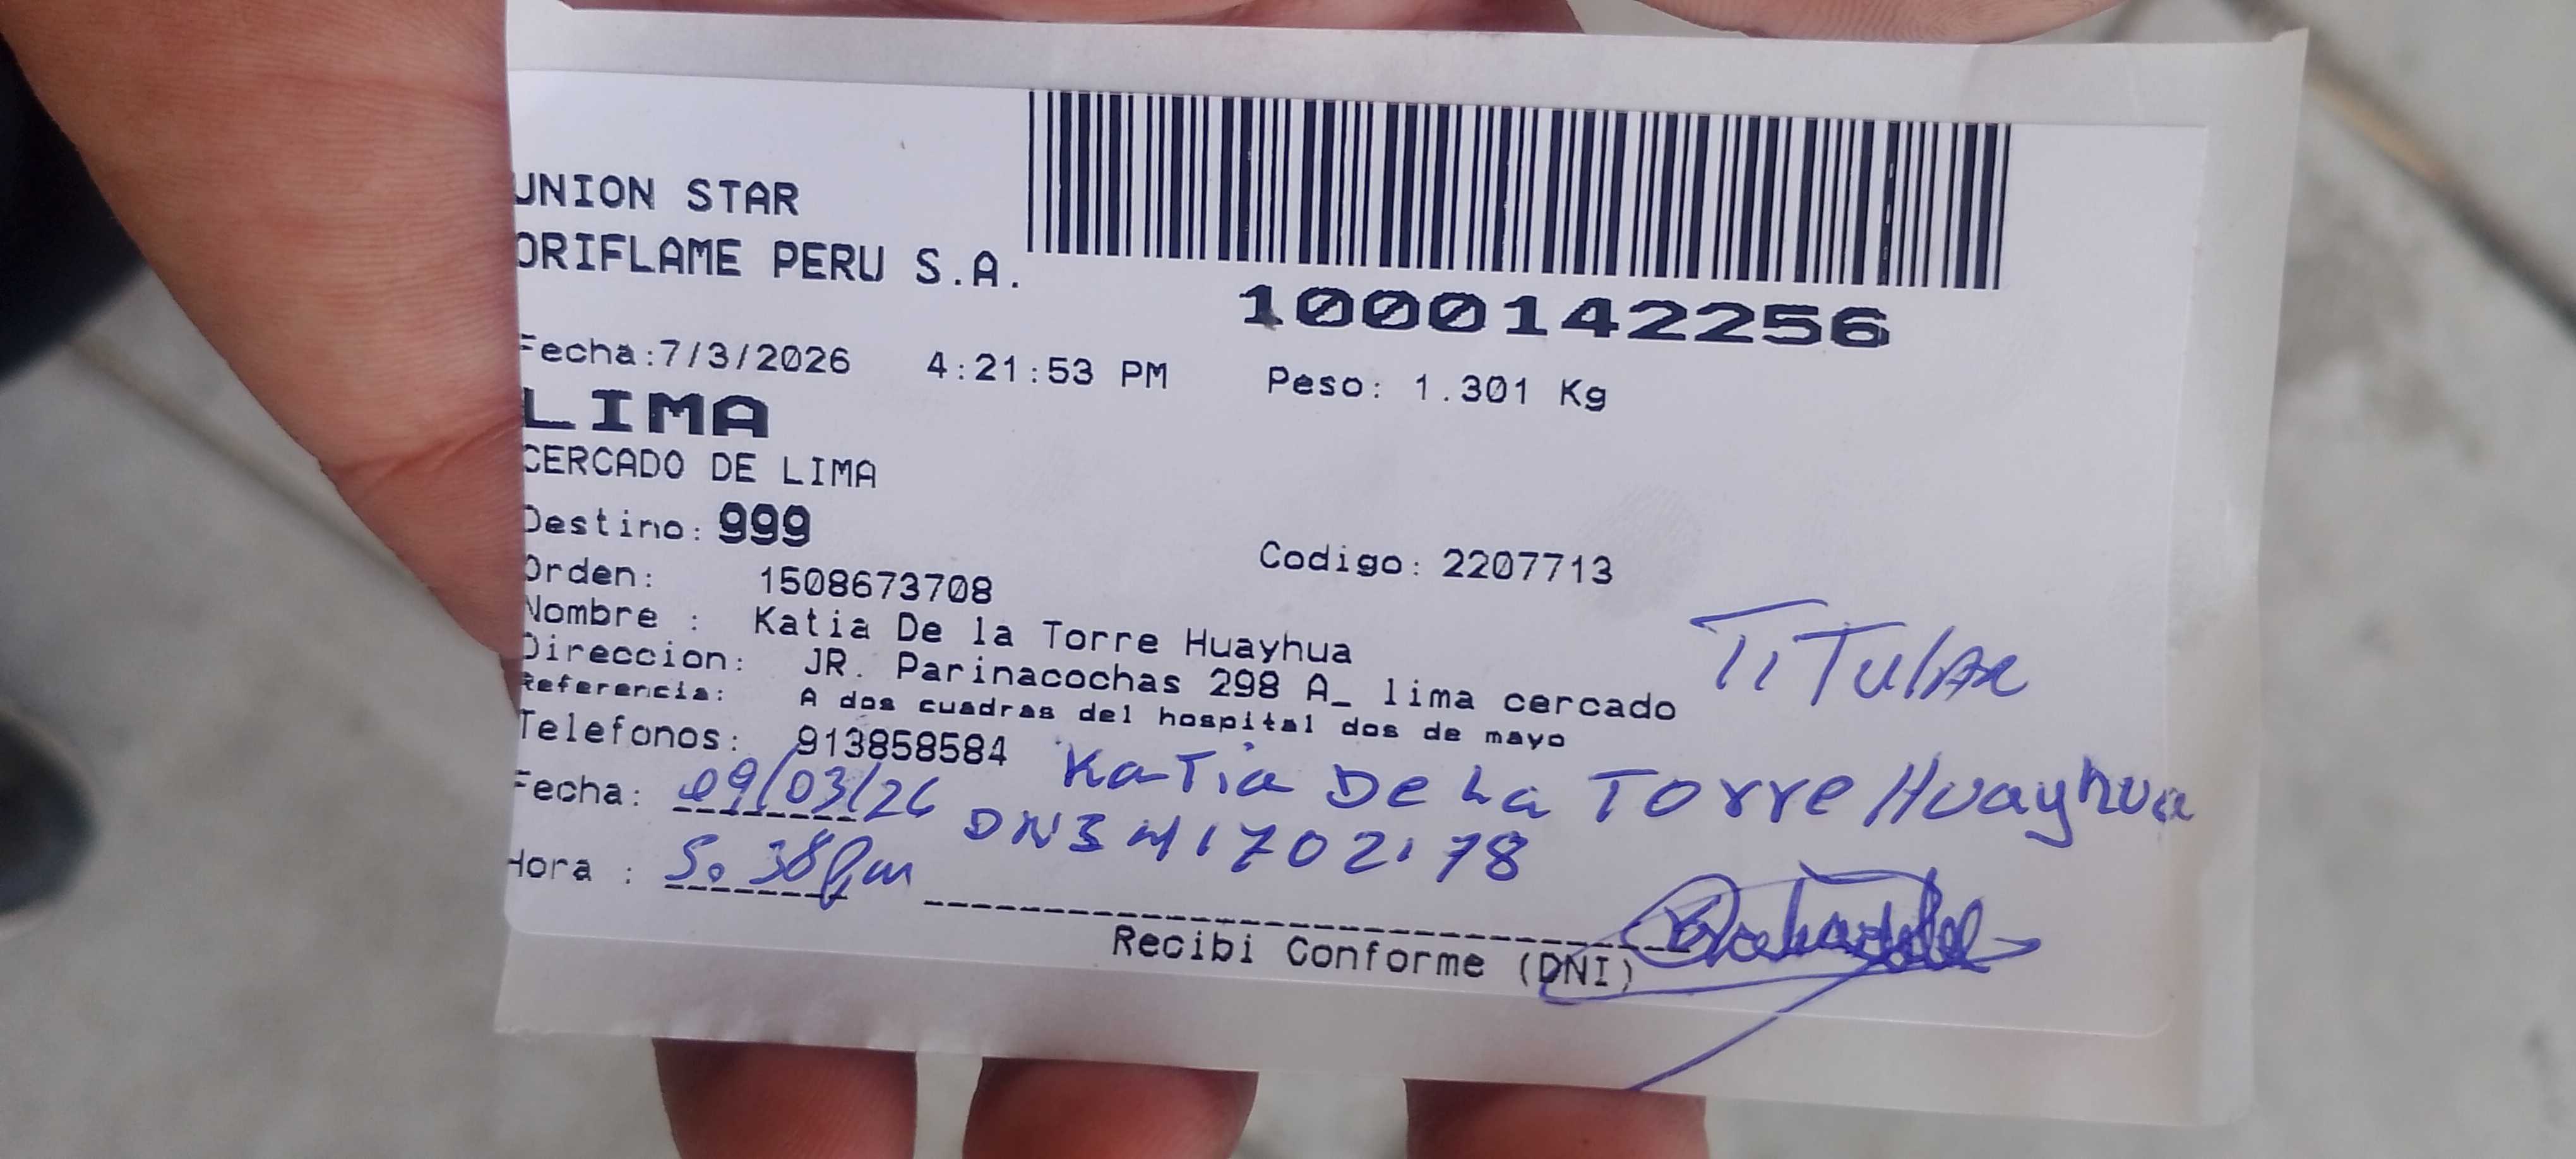 UNION STAR
ORIFLAME PERU S.A.
1000142256
Fecha:7/3/2026 4:21:53 PM Peso: 1.301 Kg
LIMA
CERCADO DE LIMA
Destino: 999
Codigo: 2207713
Orden: 1508673708
Nombre : Katia De la Torre Huayhua
Direccion: JR. Parinacochas 298 A_ lima cercado
TiTulAR
Referencia: A dos cuadras del hospital dos de mayo
Telefonos: 913858584
KaTia De La Torre Huayhua
Fecha: 09/03/26
Hora : 5:38pm
Recibi Conforme (DNI)